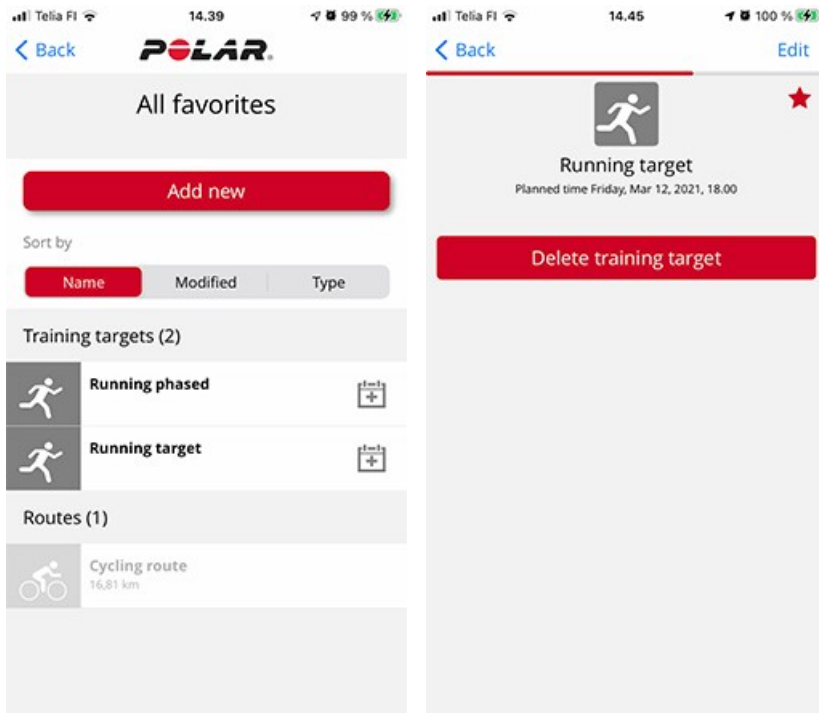 Telia FI 14.39 99 %
Back POLAR.
All favorites
Add new
Sort by
Name Modified Type
Training targets (2)
Running phased
Running target
Routes (1)
Cycling route
16,81 km
Telia FI 14.45 100 %
Back Edit
Running target
Planned time Friday, Mar 12, 2021, 18.00
Delete training target